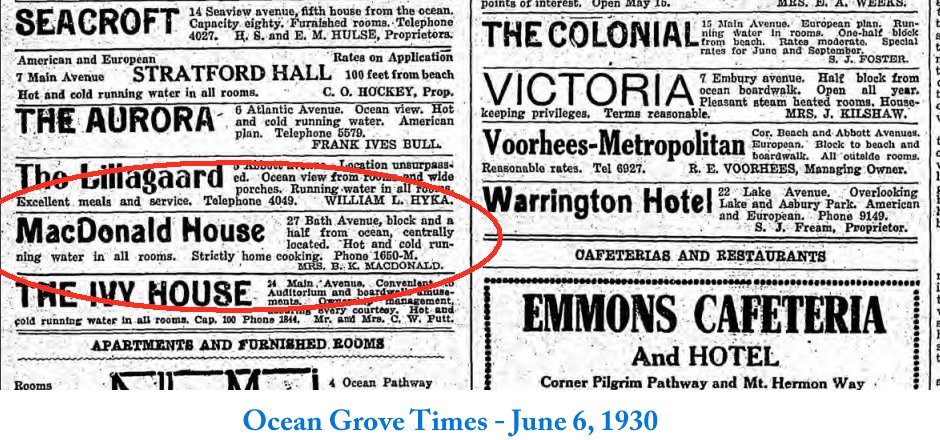 SEACROFT 14 Seaview avenue, fifth house from the ocean.
Capacity eighty. Furnished rooms. Telephone
4027. H. S. and E. M. HULSE, Proprietors.
American and European Rates on Application
7 Main Avenue STRATFORD HALL 100 feet from beach
Hot and cold running water in all rooms. C. O. HOCKEY, Prop.
THE AURORA 6 Atlantic Avenue. Ocean view. Hot
and cold running water. American
plan. Telephone 5579.
FRANK IVES BULL.
The Lillagaard 5 Abbott avenue. Location unsurpass-
ed. Ocean view from rooms and wide
porches. Running water in all rooms.
Excellent meals and service. Telephone 4049. WILLIAM L. HYKA.
MacDonald House 27 Bath Avenue, block and a
half from ocean, centrally
located. Hot and cold run-
ning water in all rooms. Strictly home cooking. Phone 1650-M.
MRS. B. K. MACDONALD.
THE IVY HOUSE 24 Main Avenue. Convenient to
Auditorium and boardwalk amuse-
ments. Ownership management,
assuring every courtesy. Hot and
cold running water in all rooms. Cap. 100 Phone 1844. Mr. and Mrs. C. W. Putt.
APARTMENTS AND FURNISHED ROOMS
Rooms
4 Ocean Pathway
points of interest. Open May 15. MRS. E. A. WEEKS.
THE COLONIAL 15 Main Avenue. European plan. Run-
ning water in rooms. One-half block
from beach. Rates moderate. Special
rates for June and September.
S. J. FOSTER.
VICTORIA 7 Embury avenue. Half block from
ocean boardwalk. Open all year.
Pleasant steam heated rooms. House-
keeping privileges. Terms reasonable. MRS. J. KILSHAW.
Voorhees-Metropolitan Cor. Beach and Abbott Avenues.
European. Block to beach and
boardwalk. All outside rooms.
Reasonable rates. Tel 6927. R. E. VOORHEES, Managing Owner.
Warrington Hotel 22 Lake Avenue. Overlooking
Lake and Asbury Park. American
and European. Phone 9149.
S. J. Fream, Proprietor.
CAFETERIAS AND RESTAURANTS
EMMONS CAFETERIA
And HOTEL
Corner Pilgrim Pathway and Mt. Hermon Way
Ocean Grove Times - June 6, 1930